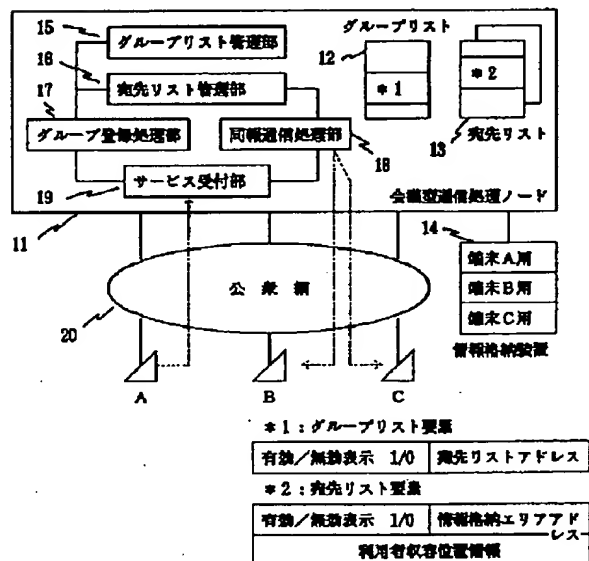 15
グループリスト管理部
16
宛先リスト管理部
17
グループ登録処理部
同報通信処理部
18
19
サービス受付部
11
グループリスト
12
*1
*2
13
宛先リスト
会議型通信処理ノード
14
端末A用
端末B用
端末C用
情報格納装置
公衆網
20
A
B
C
*1:グループリスト要素
有効/無効表示 1/0
宛先リストアドレス
*2:宛先リスト要素
有効/無効表示 1/0
情報格納エリアアド
レス
利用者収容位置情報